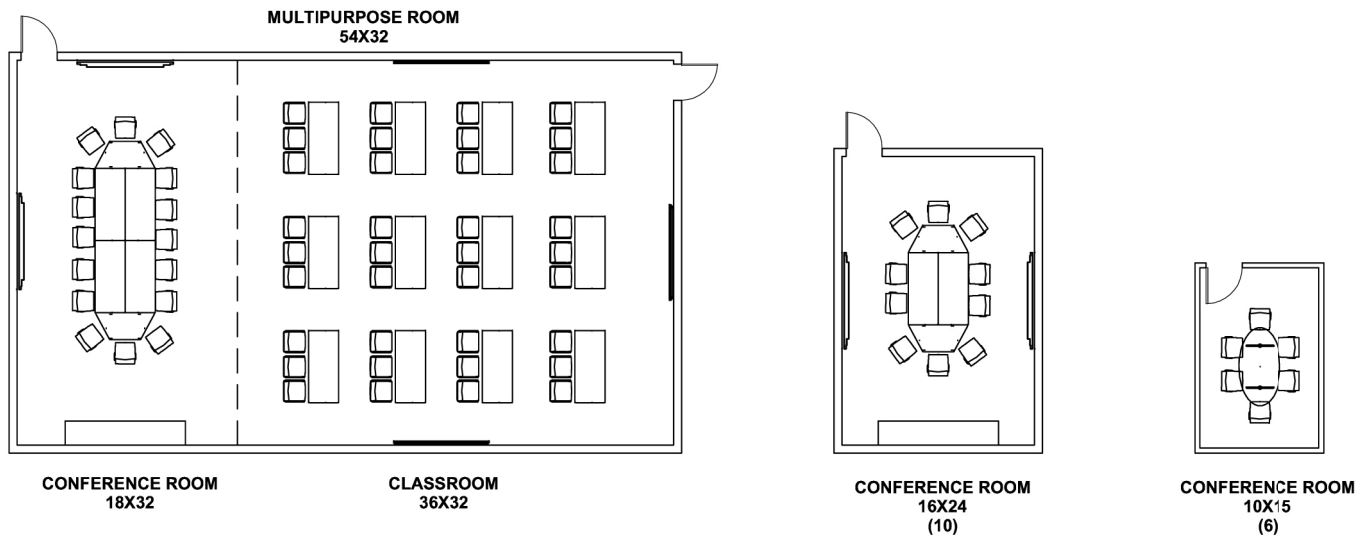 MULTIPURPOSE ROOM
54X32
CONFERENCE ROOM
18X32
CLASSROOM
36X32
CONFERENCE ROOM
16X24
(10)
CONFERENCE ROOM
10X15
(6)